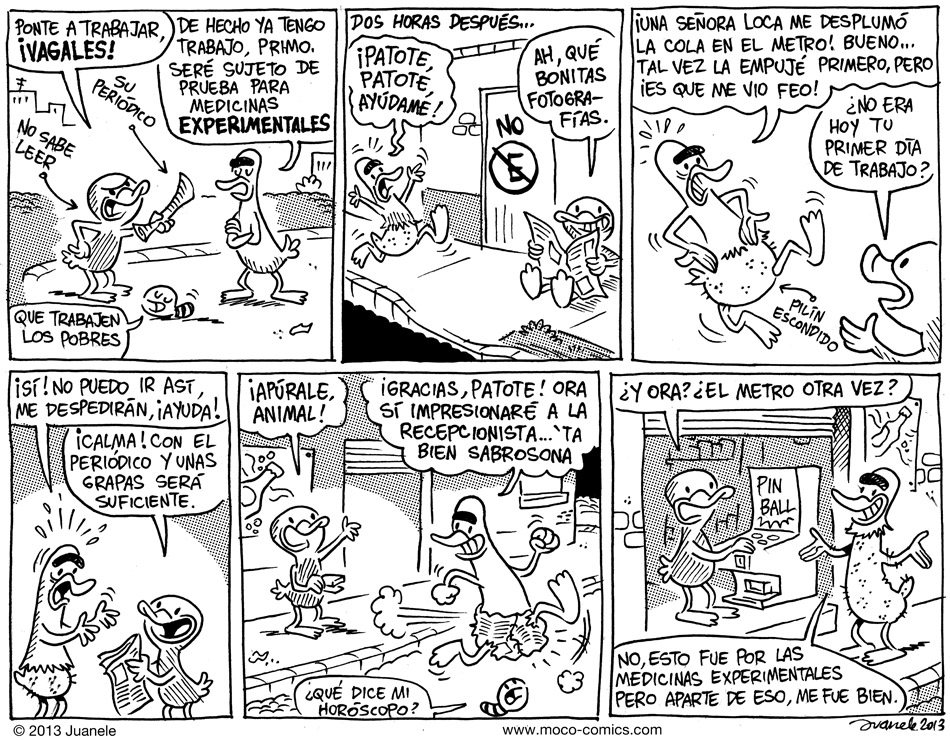 PONTE A TRABAJAR,
¡VAGALES!
SU
PERIÓDICO
NO SABE
LEER
DE HECHO YA TENGO
TRABAJO, PRIMO.
SERÉ SUJETO DE
PRUEBA PARA
MEDICINAS
EXPERIMENTALES
QUE TRABAJEN
LOS POBRES
DOS HORAS DESPUÉS...
¡PATOTE,
PATOTE,
AYÚDAME!
AH, QUÉ
BONITAS
FOTOGRA-
FÍAS.
NO
E
¡UNA SEÑORA LOCA ME DESPLUMÓ
LA COLA EN EL METRO! BUENO...
TAL VEZ LA EMPUJÉ PRIMERO, PERO
¡ES QUE ME VIO FEO!
¿NO ERA
HOY TU
PRIMER DÍA
DE TRABAJO?
PILÍN
ESCONDIDO
¡SÍ! NO PUEDO IR ASÍ,
ME DESPEDIRÁN, ¡AYUDA!
¡CALMA! CON EL
PERIÓDICO Y UNAS
GRAPAS SERÁ
SUFICIENTE.
¡APÚRALE,
ANIMAL!
¡GRACIAS, PATOTE! ORA
SÍ IMPRESIONARÉ A LA
RECEPCIONISTA...'TA
BIEN SABROSONA
¿QUÉ DICE MI
HORÓSCOPO?
¿Y ORA? ¿EL METRO OTRA VEZ?
PIN
BALL
NO, ESTO FUE POR LAS
MEDICINAS EXPERIMENTALES
PERO APARTE DE ESO, ME FUE BIEN.
Juanele 2013
© 2013 Juanele
www.moco-comics.com